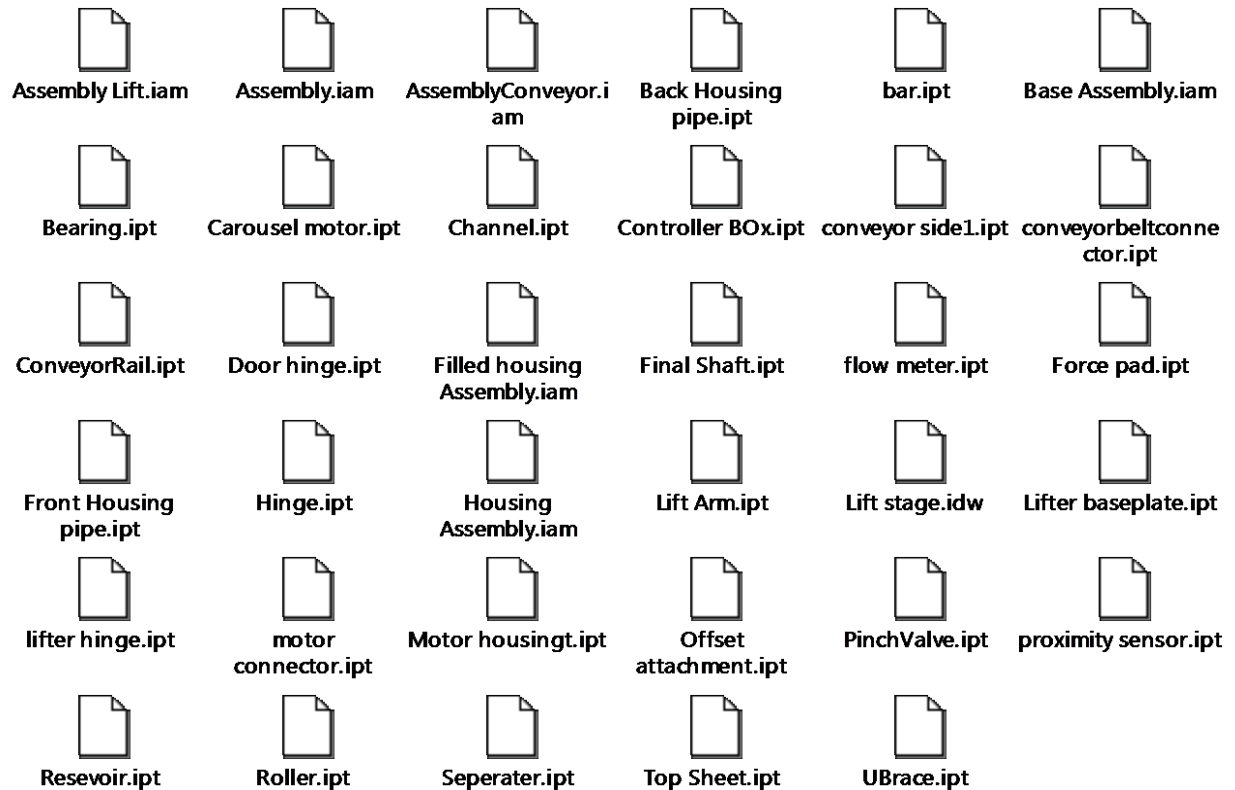 Assembly Lift.iam
Assembly.iam
AssemblyConveyor.i
am
Back Housing
pipe.ipt
bar.ipt
Base Assembly.iam
Bearing.ipt
Carousel motor.ipt
Channel.ipt
Controller BOx.ipt
conveyor side1.ipt
conveyorbeltconne
ctor.ipt
ConveyorRail.ipt
Door hinge.ipt
Filled housing
Assembly.iam
Final Shaft.ipt
flow meter.ipt
Force pad.ipt
Front Housing
pipe.ipt
Hinge.ipt
Housing
Assembly.iam
Lift Arm.ipt
Lift stage.idw
Lifter baseplate.ipt
lifter hinge.ipt
motor
connector.ipt
Motor housingt.ipt
Offset
attachment.ipt
PinchValve.ipt
proximity sensor.ipt
Resevoir.ipt
Roller.ipt
Seperater.ipt
Top Sheet.ipt
UBrace.ipt